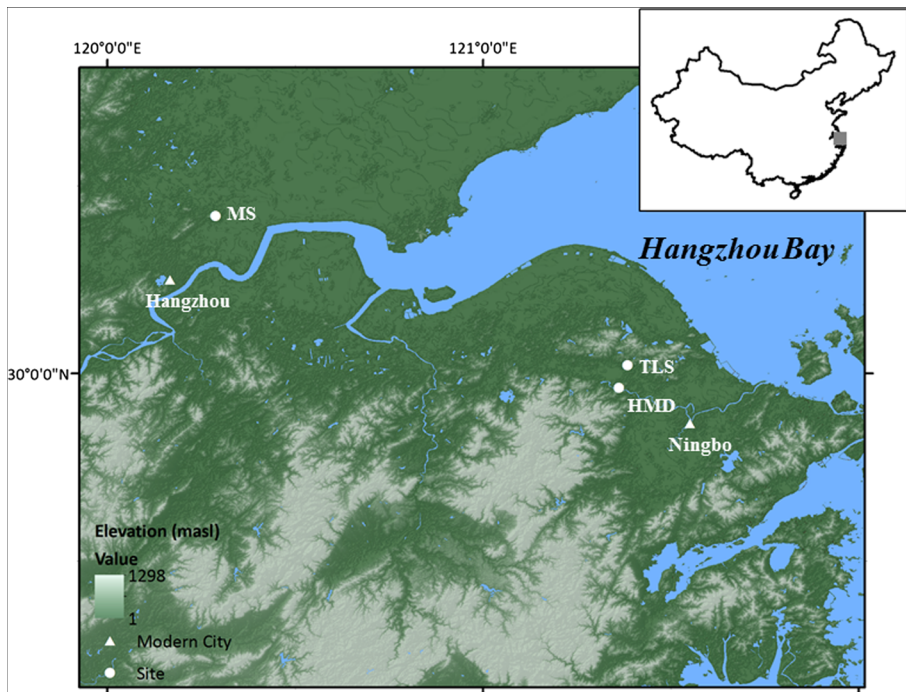 120°0'0"E
121°0'0"E
MS
Hangzhou Bay
Hangzhou
30°0'0"N
TLS
HMD
Ningbo
Elevation (masl)
Value
1298
1
Modern City
Site